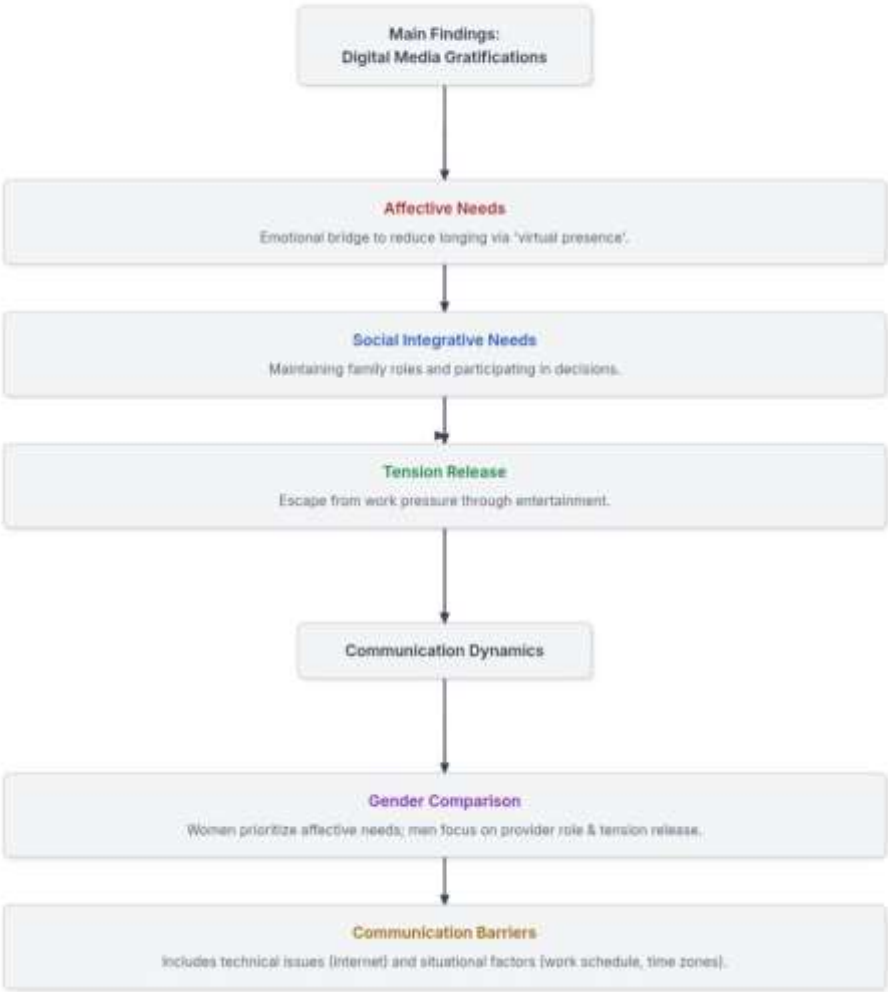 Main Findings:
Digital Media Gratifications
Affective Needs
Emotional bridge to reduce longing via 'virtual presence'.
Social Integrative Needs
Maintaining family roles and participating in decisions.
Tension Release
Escape from work pressure through entertainment.
Communication Dynamics
Gender Comparison
Women prioritize affective needs; men focus on provider role & tension release.
Communication Barriers
Includes technical issues (internet) and situational factors (work schedule, time zones).